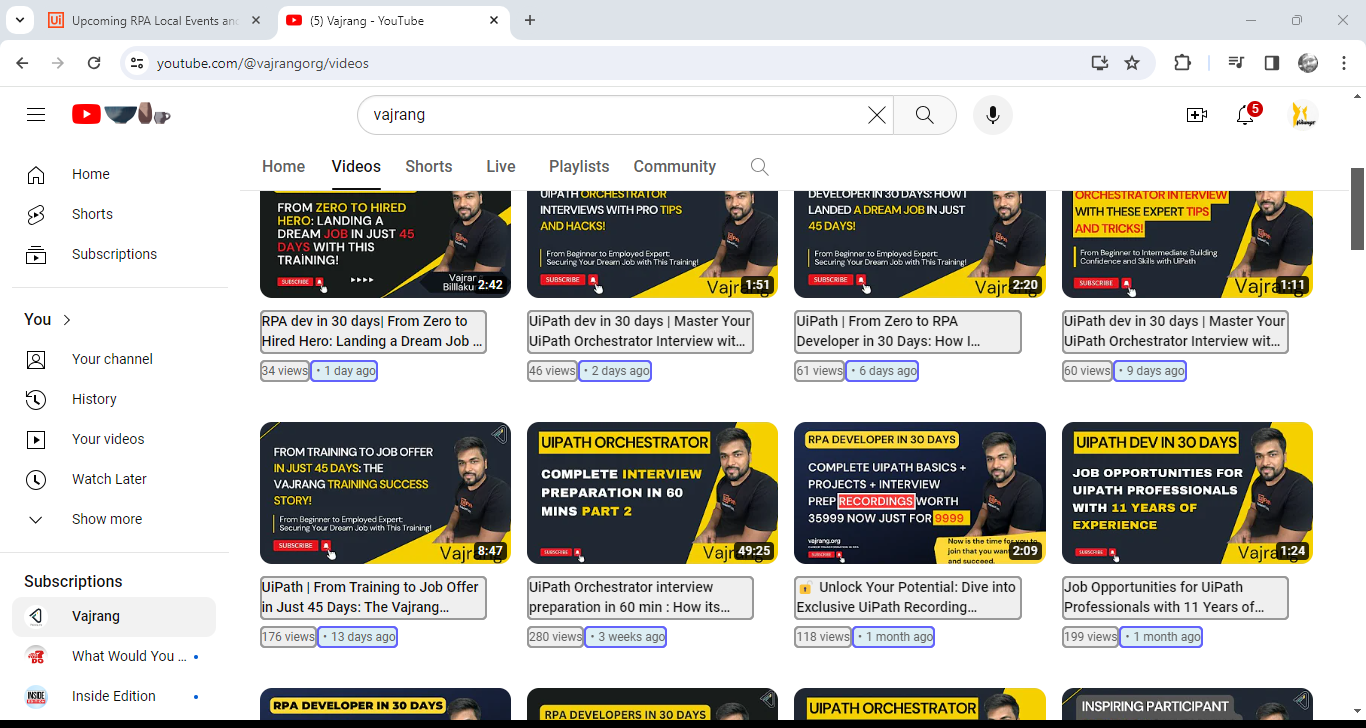 Upcoming RPA Local Events an
(5) Vajrang - YouTube
youtube.com/@vajrangorg/videos
vajrang
5
Home
Shorts
Subscriptions
You
Your channel
History
Your videos
Watch Later
Show more
Subscriptions
Vajrang
What Would You ...
Inside Edition
Home Videos Shorts Live Playlists Community
FROM ZERO TO HIRED
HERO: LANDING A
DREAM JOB IN JUST 45
DAYS WITH THIS
TRAINING!
SUBSCRIBE
Vajran
Billlaku
2:42
RPA dev in 30 days| From Zero to
Hired Hero: Landing a Dream Job ...
34 views • 1 day ago
UIPATH ORCHESTRATOR
INTERVIEWS WITH PRO TIPS
AND HACKS!
From Beginner to Employed Expert:
Securing Your Dream Job with This Training!
SUBSCRIBE
Vajrang
1:51
UiPath dev in 30 days | Master Your
UiPath Orchestrator Interview wit...
46 views • 2 days ago
DEVELOPER IN 30 DAYS: HOW I
LANDED A DREAM JOB IN JUST
45 DAYS!
From Beginner to Employed Expert:
Securing Your Dream Job with This Training!
SUBSCRIBE
Vajrang
2:20
UiPath | From Zero to RPA
Developer in 30 Days: How I...
61 views • 6 days ago
ORCHESTRATOR INTERVIEW
WITH THESE EXPERT TIPS
AND TRICKS!
From Beginner to Intermediate: Building
Confidence and Skills with UiPath
SUBSCRIBE
Vajrang
1:11
UiPath dev in 30 days | Master Your
UiPath Orchestrator Interview wit...
60 views • 9 days ago
FROM TRAINING TO JOB OFFER
IN JUST 45 DAYS: THE
VAJRANG TRAINING SUCCESS
STORY!
From Beginner to Employed Expert:
Securing Your Dream Job with This Training!
SUBSCRIBE
Vajr
8:47
UiPath | From Training to Job Offer
in Just 45 Days: The Vajrang...
176 views • 13 days ago
UIPATH ORCHESTRATOR
COMPLETE INTERVIEW
PREPARATION IN 60
MINS PART 2
SUBSCRIBE
Vajr
49:25
UiPath Orchestrator interview
preparation in 60 min : How its...
280 views • 3 weeks ago
RPA DEVELOPER IN 30 DAYS
COMPLETE UIPATH BASICS +
PROJECTS + INTERVIEW
PREP RECORDINGS WORTH
35999 NOW JUST FOR 9999
vajrang.org
SUBSCRIBE
Now is the time for you to
join that you want
and succeed.
2:09
Unlock Your Potential: Dive into
Exclusive UiPath Recording...
118 views • 1 month ago
UIPATH DEV IN 30 DAYS
JOB OPPORTUNITIES FOR
UIPATH PROFESSIONALS
WITH 11 YEARS OF
EXPERIENCE
SUBSCRIBE
Vajrang
1:24
Job Opportunities for UiPath
Professionals with 11 Years of...
199 views • 1 month ago
RPA DEVELOPER IN 30 DAYS
RPA DEVELOPERS IN 30 DAYS
UIPATH ORCHESTRATOR
INSPIRING PARTICIPANT